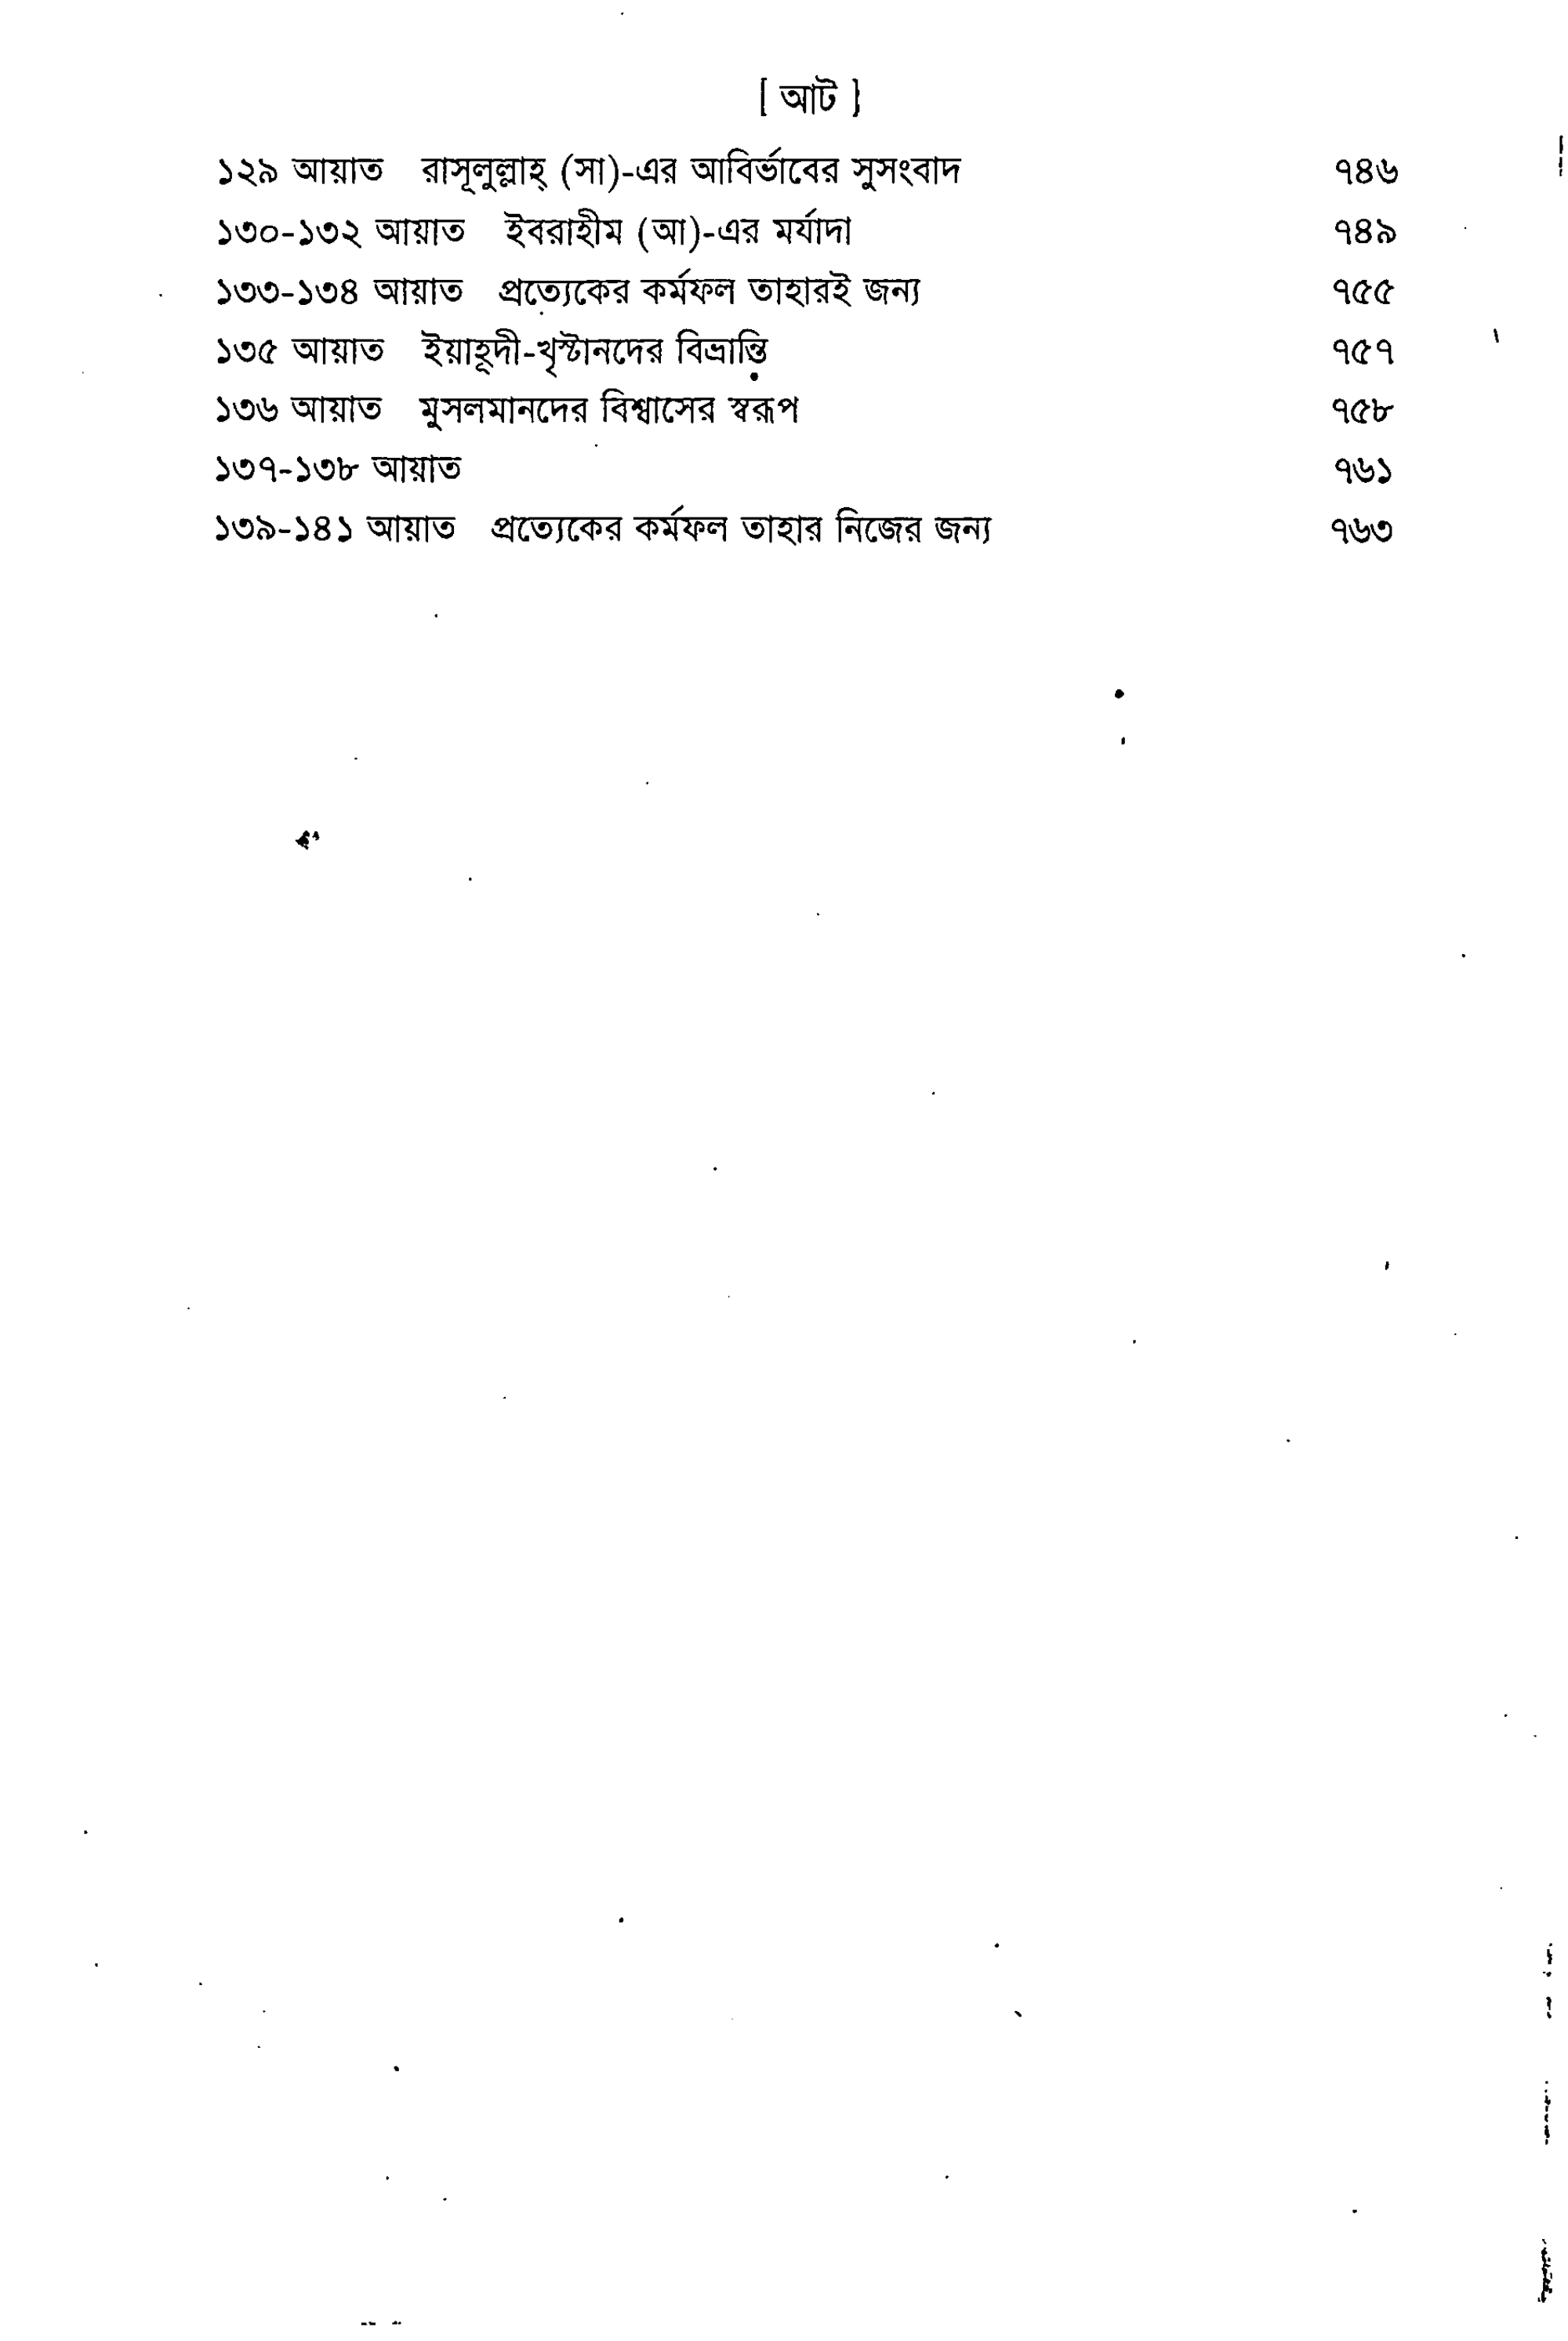 [ আট ]
১২৯ আয়াত রাসূলুল্লাহ্ (সা)-এর আবির্ভাবের সুসংবাদ ৭৪৬
১৩০-১৩২ আয়াত ইবরাহীম (আ)-এর মর্যাদা ৭৪৯
১৩৩-১৩৪ আয়াত প্রত্যেকের কর্মফল তাহারই জন্য ৭৫৫
১৩৫ আয়াত ইয়াহূদী-খৃস্টানদের বিভ্রান্তি ৭৫৭
১৩৬ আয়াত মুসলমানদের বিশ্বাসের স্বরূপ ৭৫৮
১৩৭-১৩৮ আয়াত ৭৬১
১৩৯-১৪১ আয়াত প্রত্যেকের কর্মফল তাহার নিজের জন্য ৭৬৩